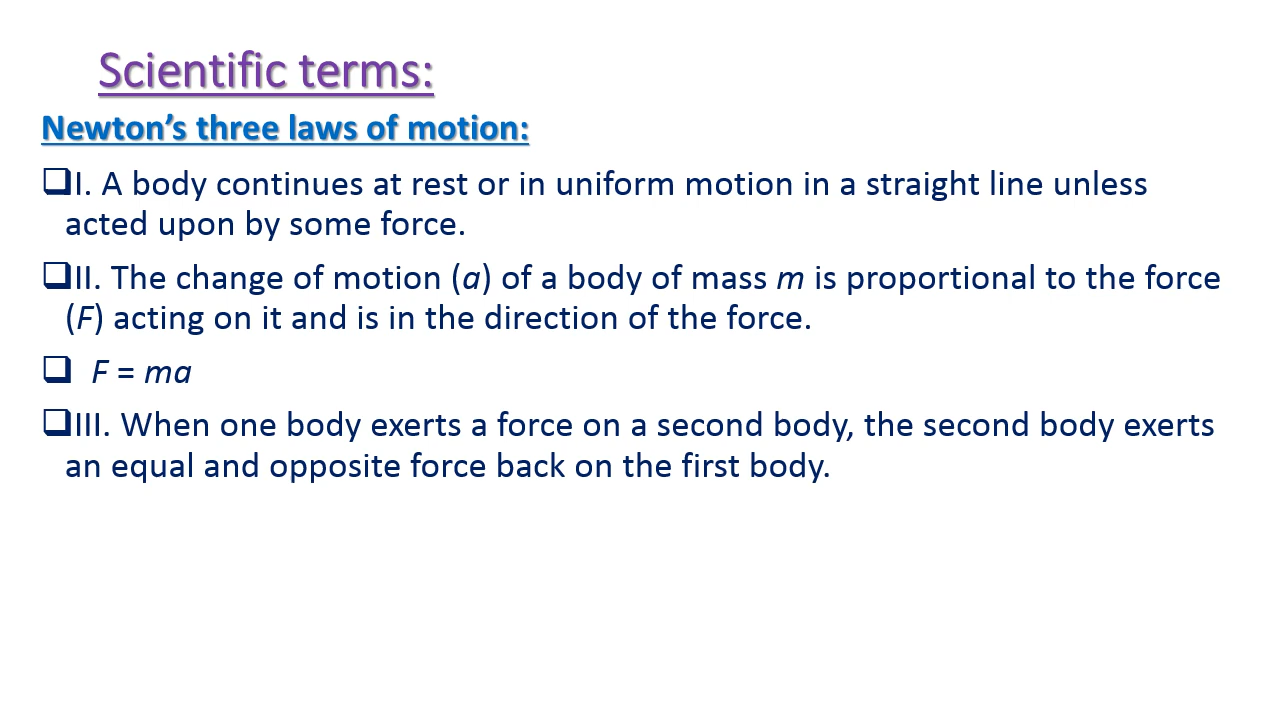 Scientific terms:
Newton’s three laws of motion:
❑I. A body continues at rest or in uniform motion in a straight line unless
acted upon by some force.
❑II. The change of motion (a) of a body of mass m is proportional to the force
(F) acting on it and is in the direction of the force.
❑ F = ma
❑III. When one body exerts a force on a second body, the second body exerts
an equal and opposite force back on the first body.